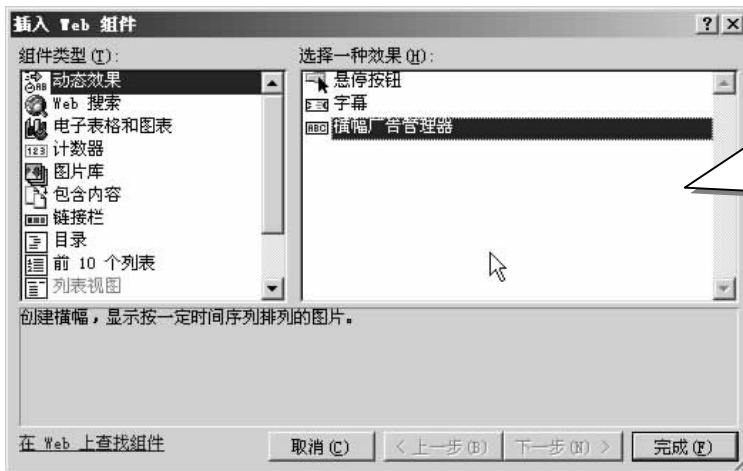 插入 Web 组件
组件类型(T):
选择一种效果(H):
动态效果
Web 搜索
电子表格和图表
计数器
图片库
包含内容
链接栏
目录
前 10 个列表
列表视图
悬停按钮
字幕
横幅广告管理器
创建横幅，显示按一定时间序列排列的图片。
在 Web 上查找组件
取消(C)
< 上一步(B)
下一步(N) >
完成(F)